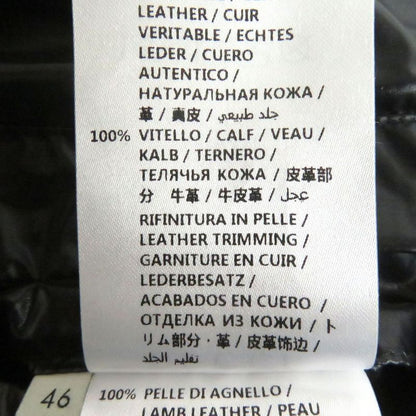 LEATHER / CUIR
VERITABLE / ECHTES
LEDER / CUERO
AUTENTICO /
НАТУРАЛЬНАЯ КОЖА /
革 / 真皮 / جلد طبيعي /
100% VITELLO / CALF / VEAU /
KALB / TERNERO /
ТЕЛЯЧЬЯ КОЖА / 皮革部
分 牛革 / 牛皮革 / عجل /
RIFINITURA IN PELLE /
LEATHER TRIMMING /
GARNITURE EN CUIR /
LEDERBESATZ /
ACABADOS EN CUERO /
ОТДЕЛКА ИЗ КОЖИ / ト
リム部分・革 / 皮革饰边 /
تقليم الجلد
46
100% PELLE DI AGNELLO /
LAMB LEATHER / PEAU